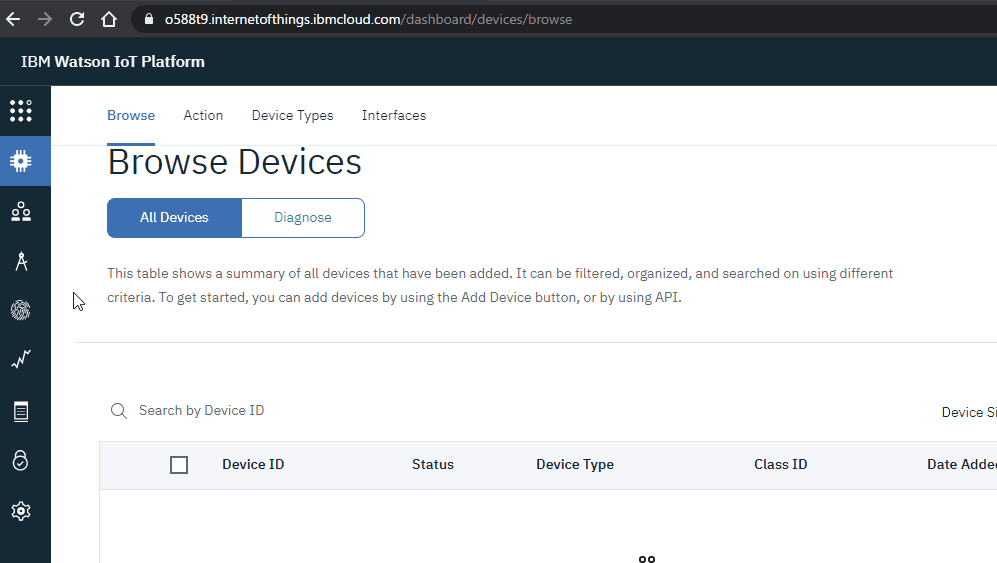 o588t9.internetofthings.ibmcloud.com/dashboard/devices/browse
IBM Watson IoT Platform
Browse Action Device Types Interfaces
Browse Devices
All Devices Diagnose
This table shows a summary of all devices that have been added. It can be filtered, organized, and searched on using different
criteria. To get started, you can add devices by using the Add Device button, or by using API.
Search by Device ID
Device Si
Device ID Status Device Type Class ID Date Adde